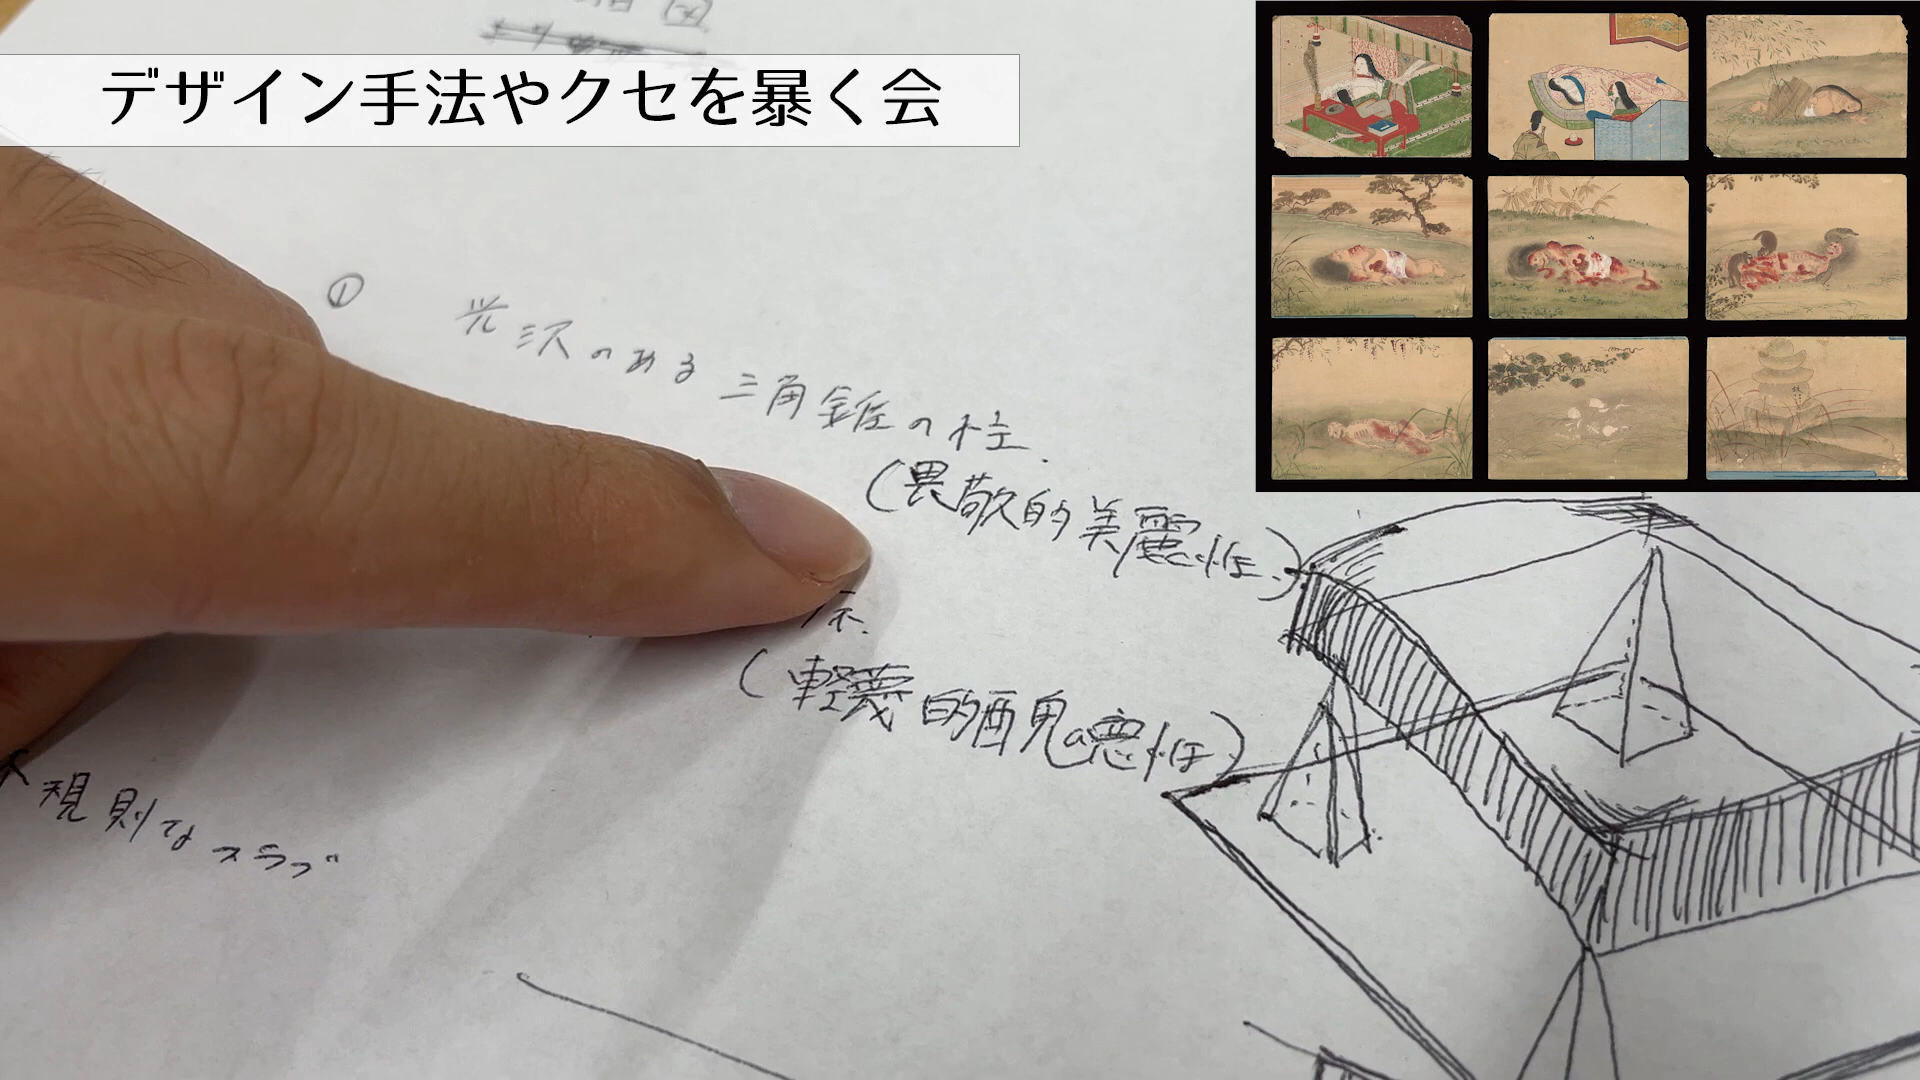 デザイン手法やクセを暴く会
①　光沢のある三角錐の柱.
(畏敬的美麗性.)
床.
(軽蔑的醜悪性)
不規則なスラブ